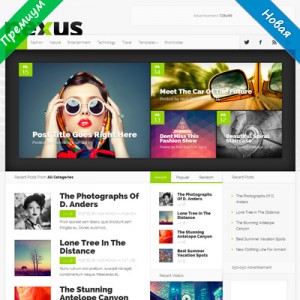 Премиум
Новая
Nexus
Advertisement 728x90
Fashion Nature Entertainment Technology Travel Templates Shortcodes
Post Title Goes Right Here
Meet The Car Of The Future
Dont Miss This Fashion Show
Beautiful Spiral Staircase
Recent Posts From All Categories
The Photographs Of D. Anders
Lone Tree In The Distance
The Stunning Antelope Canyon
Recent Popular Random
The Photographs Of D. Anders
Lone Tree In The Distance
The Stunning Antelope Canyon
Best Summer Vacation Spots
Recent Videos
Recent Posts
The Photographs Of D. Anders
Lone Tree In The Distance
The Stunning Antelope Canyon
Best Summer Vacation Spots
New Clothing Line For Animals